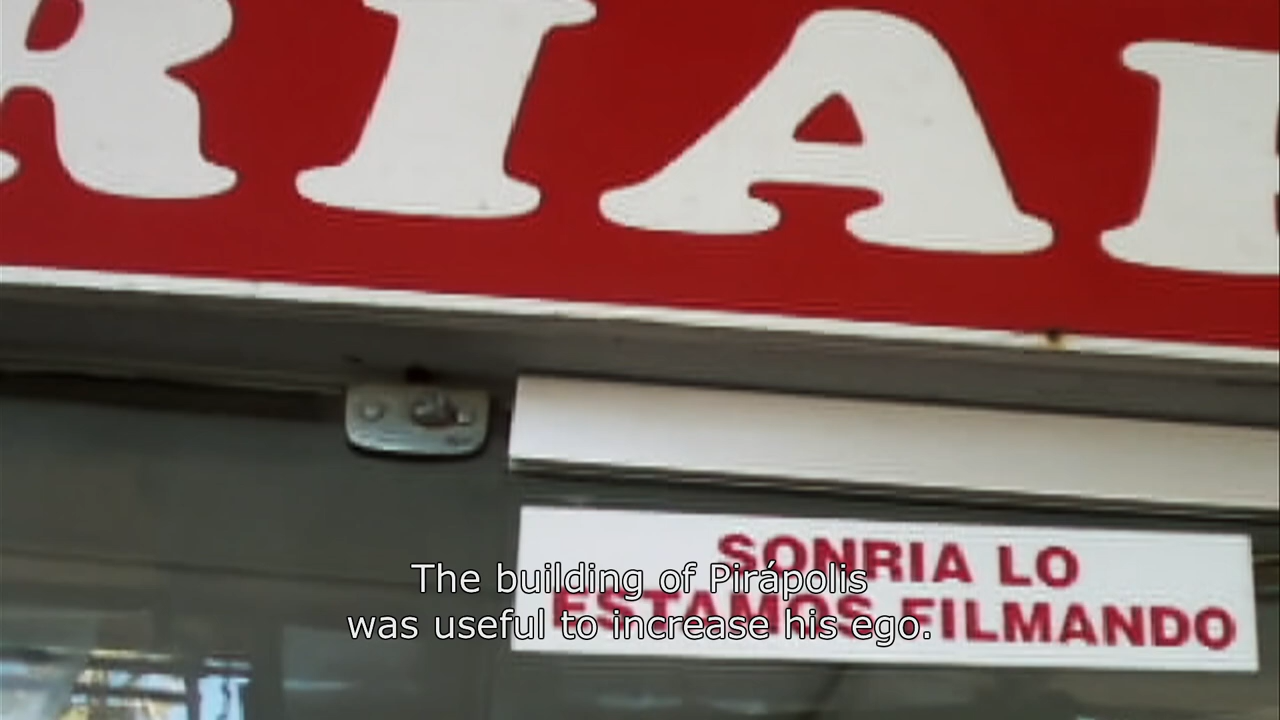 RIA
SONRIA LO
ESTAMOS FILMANDO
The building of Pirápolis
was useful to increase his ego.